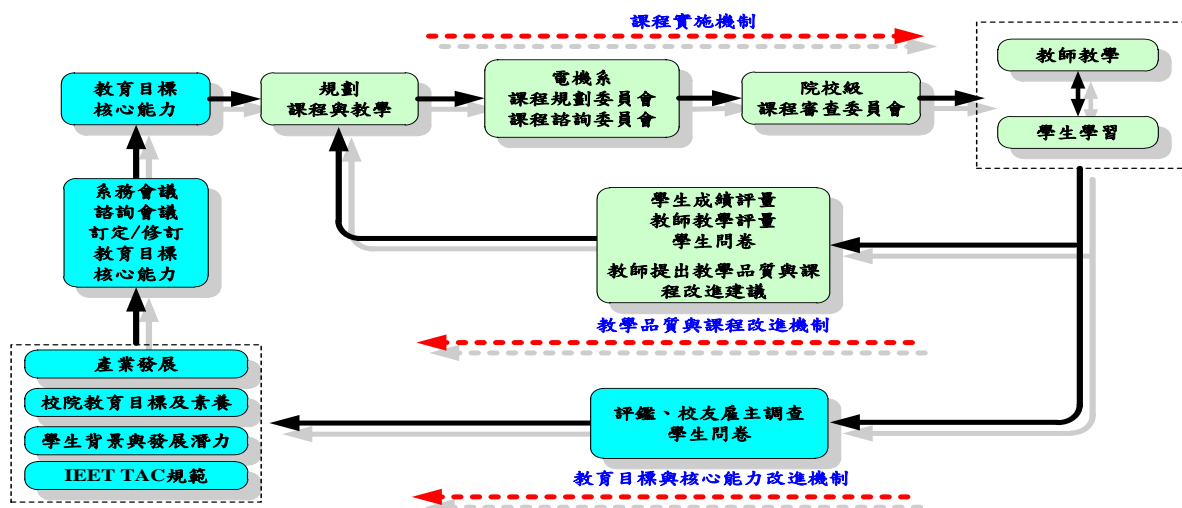 課程實施機制
教師教學
學生學習
教育目標
核心能力
規劃
課程與教學
電機系
課程規劃委員會
課程諮詢委員會
院校級
課程審查委員會
系務會議
諮詢會議
訂定/修訂
教育目標
核心能力
學生成績評量
教師教學評量
學生問卷
教師提出教學品質與課
程改進建議
教學品質與課程改進機制
產業發展
校院教育目標及素養
學生背景與發展潛力
IEET TAC規範
評鑑、校友雇主調查
學生問卷
教育目標與核心能力改進機制